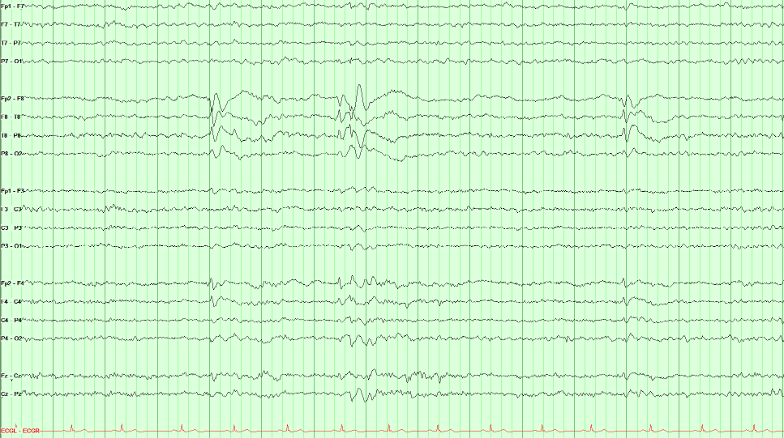 Fp1 - F7
F7 - T7
T7 - P7
P7 - O1
Fp2 - F8
F8 - T8
T8 - P8
P8 - O2
Fp1 - F3
F3 - C3
C3 - P3
P3 - O1
Fp2 - F4
F4 - C4
C4 - P4
P4 - O2
Fz - Cz
Cz - Pz
ECGL - ECGR